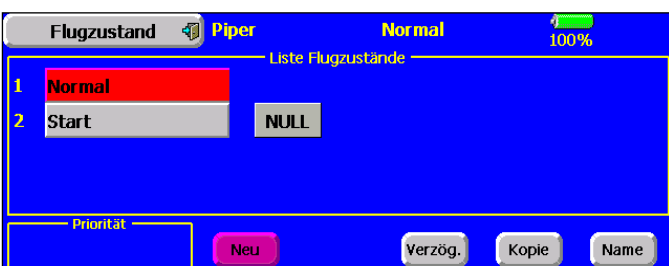 Flugzustand Piper Normal 100%
Liste Flugzustände
1 Normal
2 Start NULL
Priorität
Neu Verzög. Kopie Name